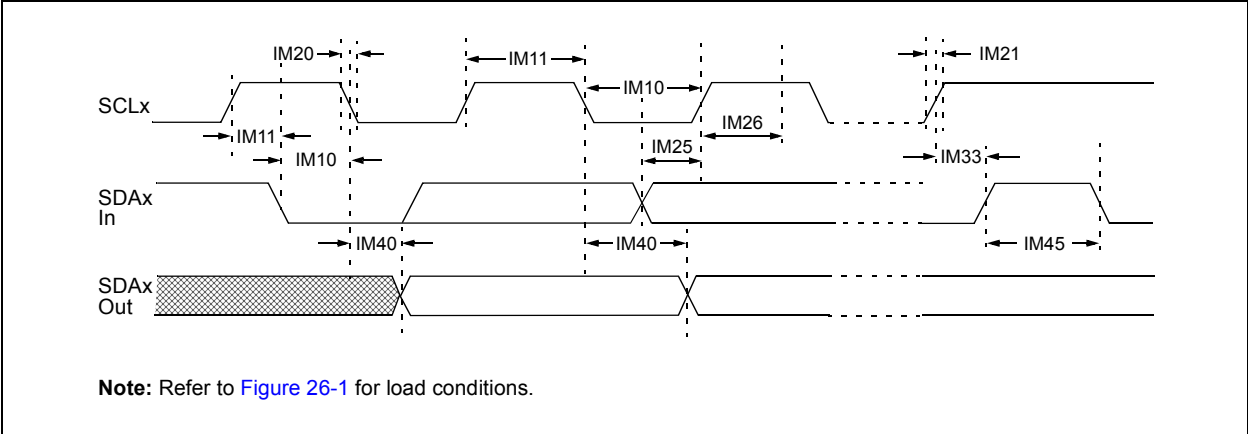 IM20
IM11
IM21
IM10
SCLx
IM11
IM26
IM10
IM25
IM33
SDAx
In
IM40
IM40
IM45
SDAx
Out
Note: Refer to Figure 26-1 for load conditions.